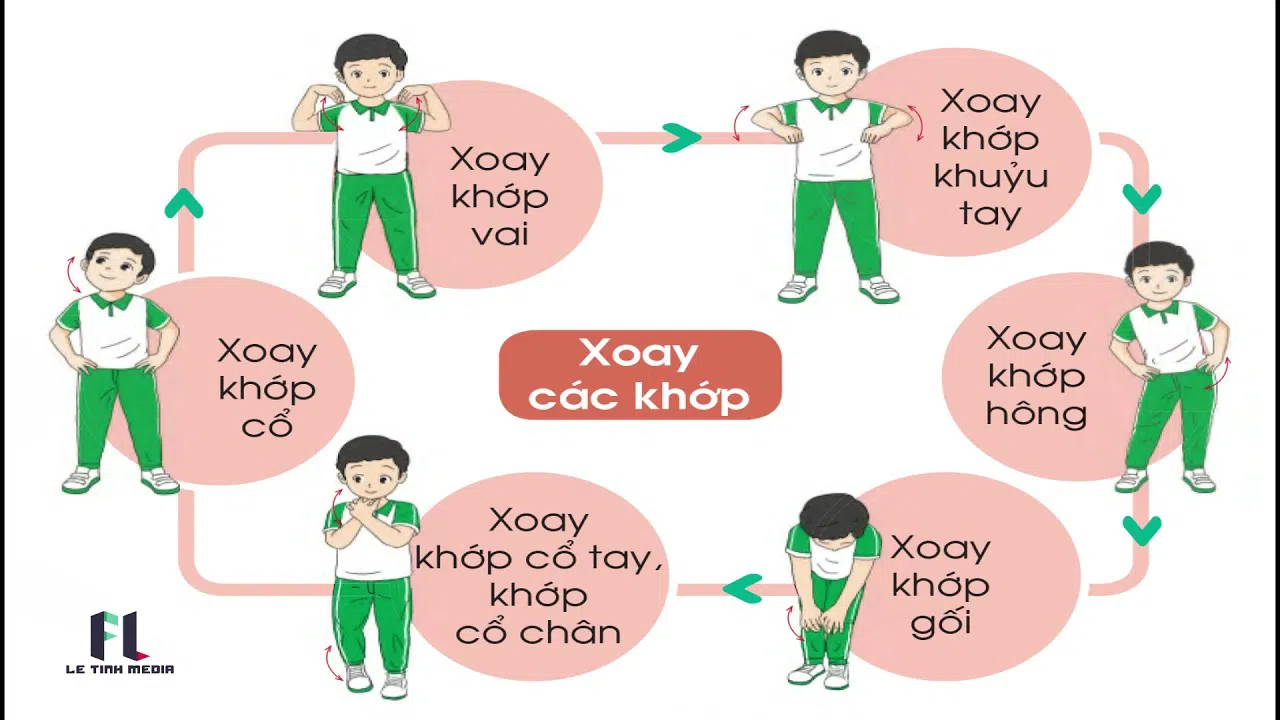 Xoay
khớp
vai
Xoay
khớp
khuỷu
tay
Xoay
khớp
cổ
Xoay
các khớp
Xoay
khớp
hông
Xoay
khớp cổ tay,
khớp
cổ chân
Xoay
khớp
gối
LE TINH MEDIA